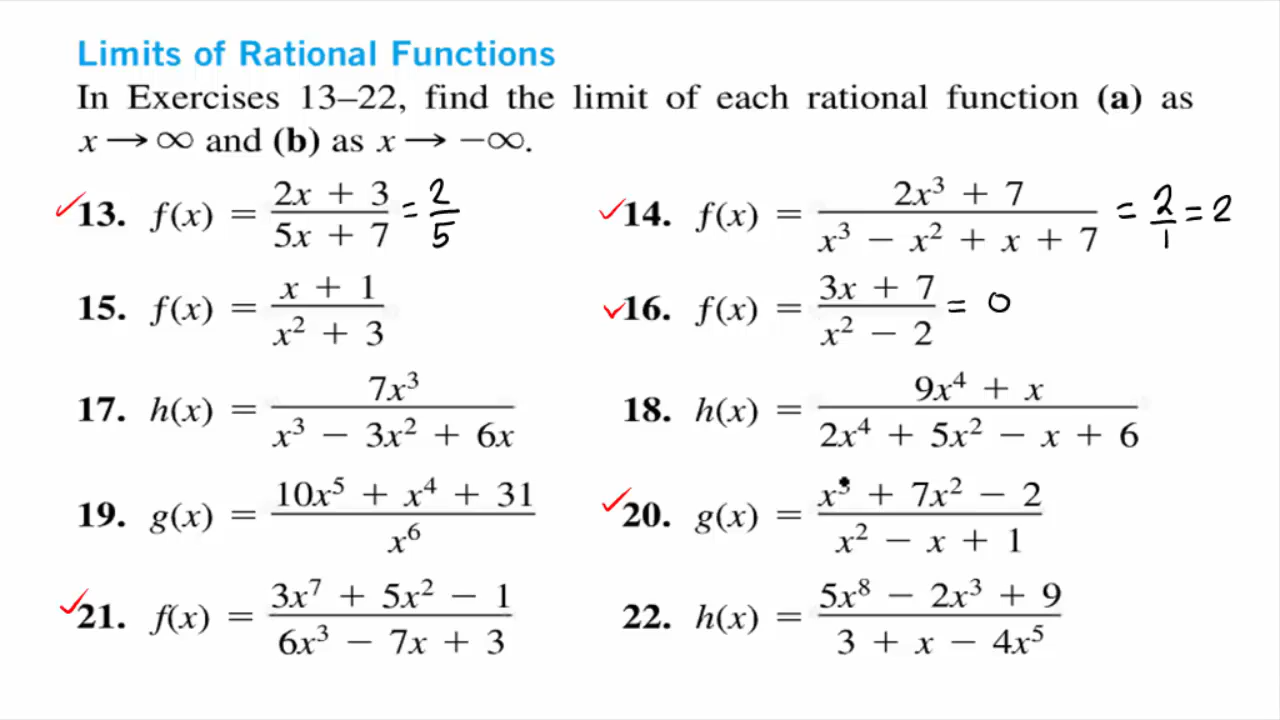 Limits of Rational Functions
In Exercises 13–22, find the limit of each rational function (a) as
x → ∞ and (b) as x → −∞.
13. f(x) = (2x + 3)/(5x + 7) = 2/5
14. f(x) = (2x³ + 7)/(x³ − x² + x + 7) = 2/1 = 2
15. f(x) = (x + 1)/(x² + 3)
16. f(x) = (3x + 7)/(x² − 2) = 0
17. h(x) = (7x³)/(x³ − 3x² + 6x)
18. h(x) = (9x⁴ + x)/(2x⁴ + 5x² − x + 6)
19. g(x) = (10x⁵ + x⁴ + 31)/(x⁶)
20. g(x) = (x³ + 7x² − 2)/(x² − x + 1)
21. f(x) = (3x⁷ + 5x² − 1)/(6x³ − 7x + 3)
22. h(x) = (5x⁸ − 2x³ + 9)/(3 + x − 4x⁵)